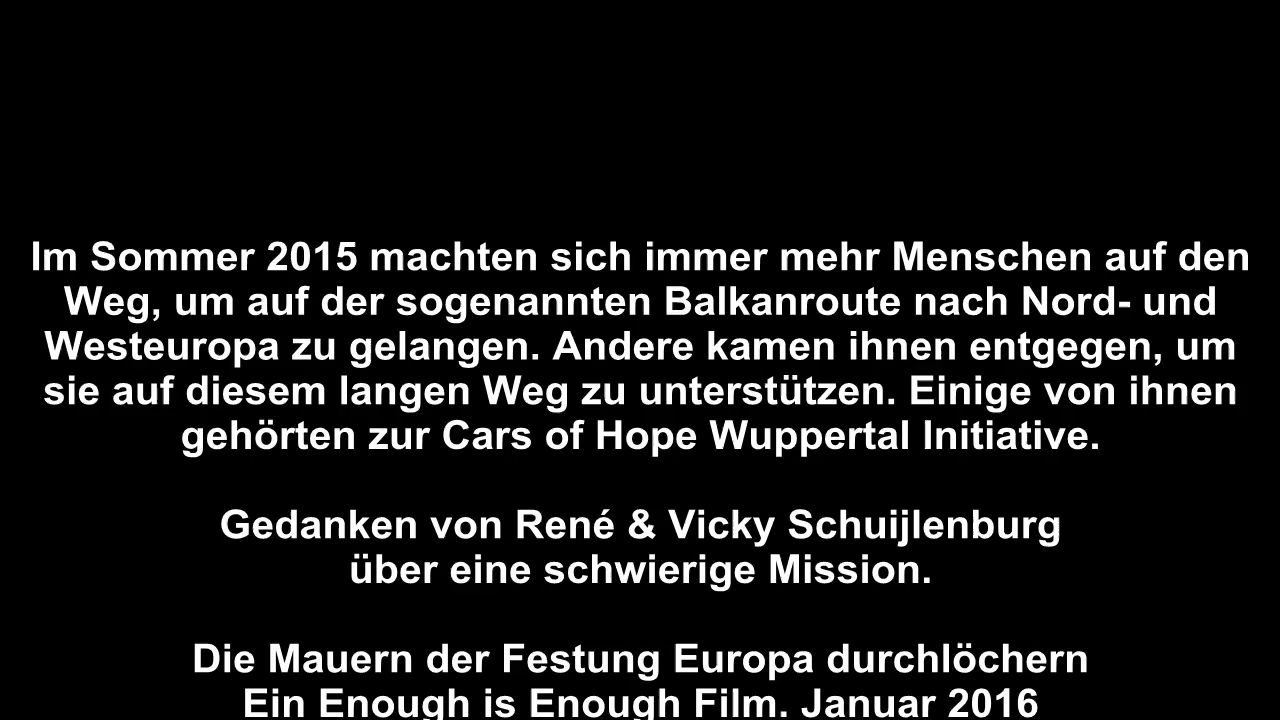 Im Sommer 2015 machten sich immer mehr Menschen auf den
Weg, um auf der sogenannten Balkanroute nach Nord- und
Westeuropa zu gelangen. Andere kamen ihnen entgegen, um
sie auf diesem langen Weg zu unterstützen. Einige von ihnen
gehörten zur Cars of Hope Wuppertal Initiative.
Gedanken von René & Vicky Schuijlenburg
über eine schwierige Mission.
Die Mauern der Festung Europa durchlöchern
Ein Enough is Enough Film. Januar 2016